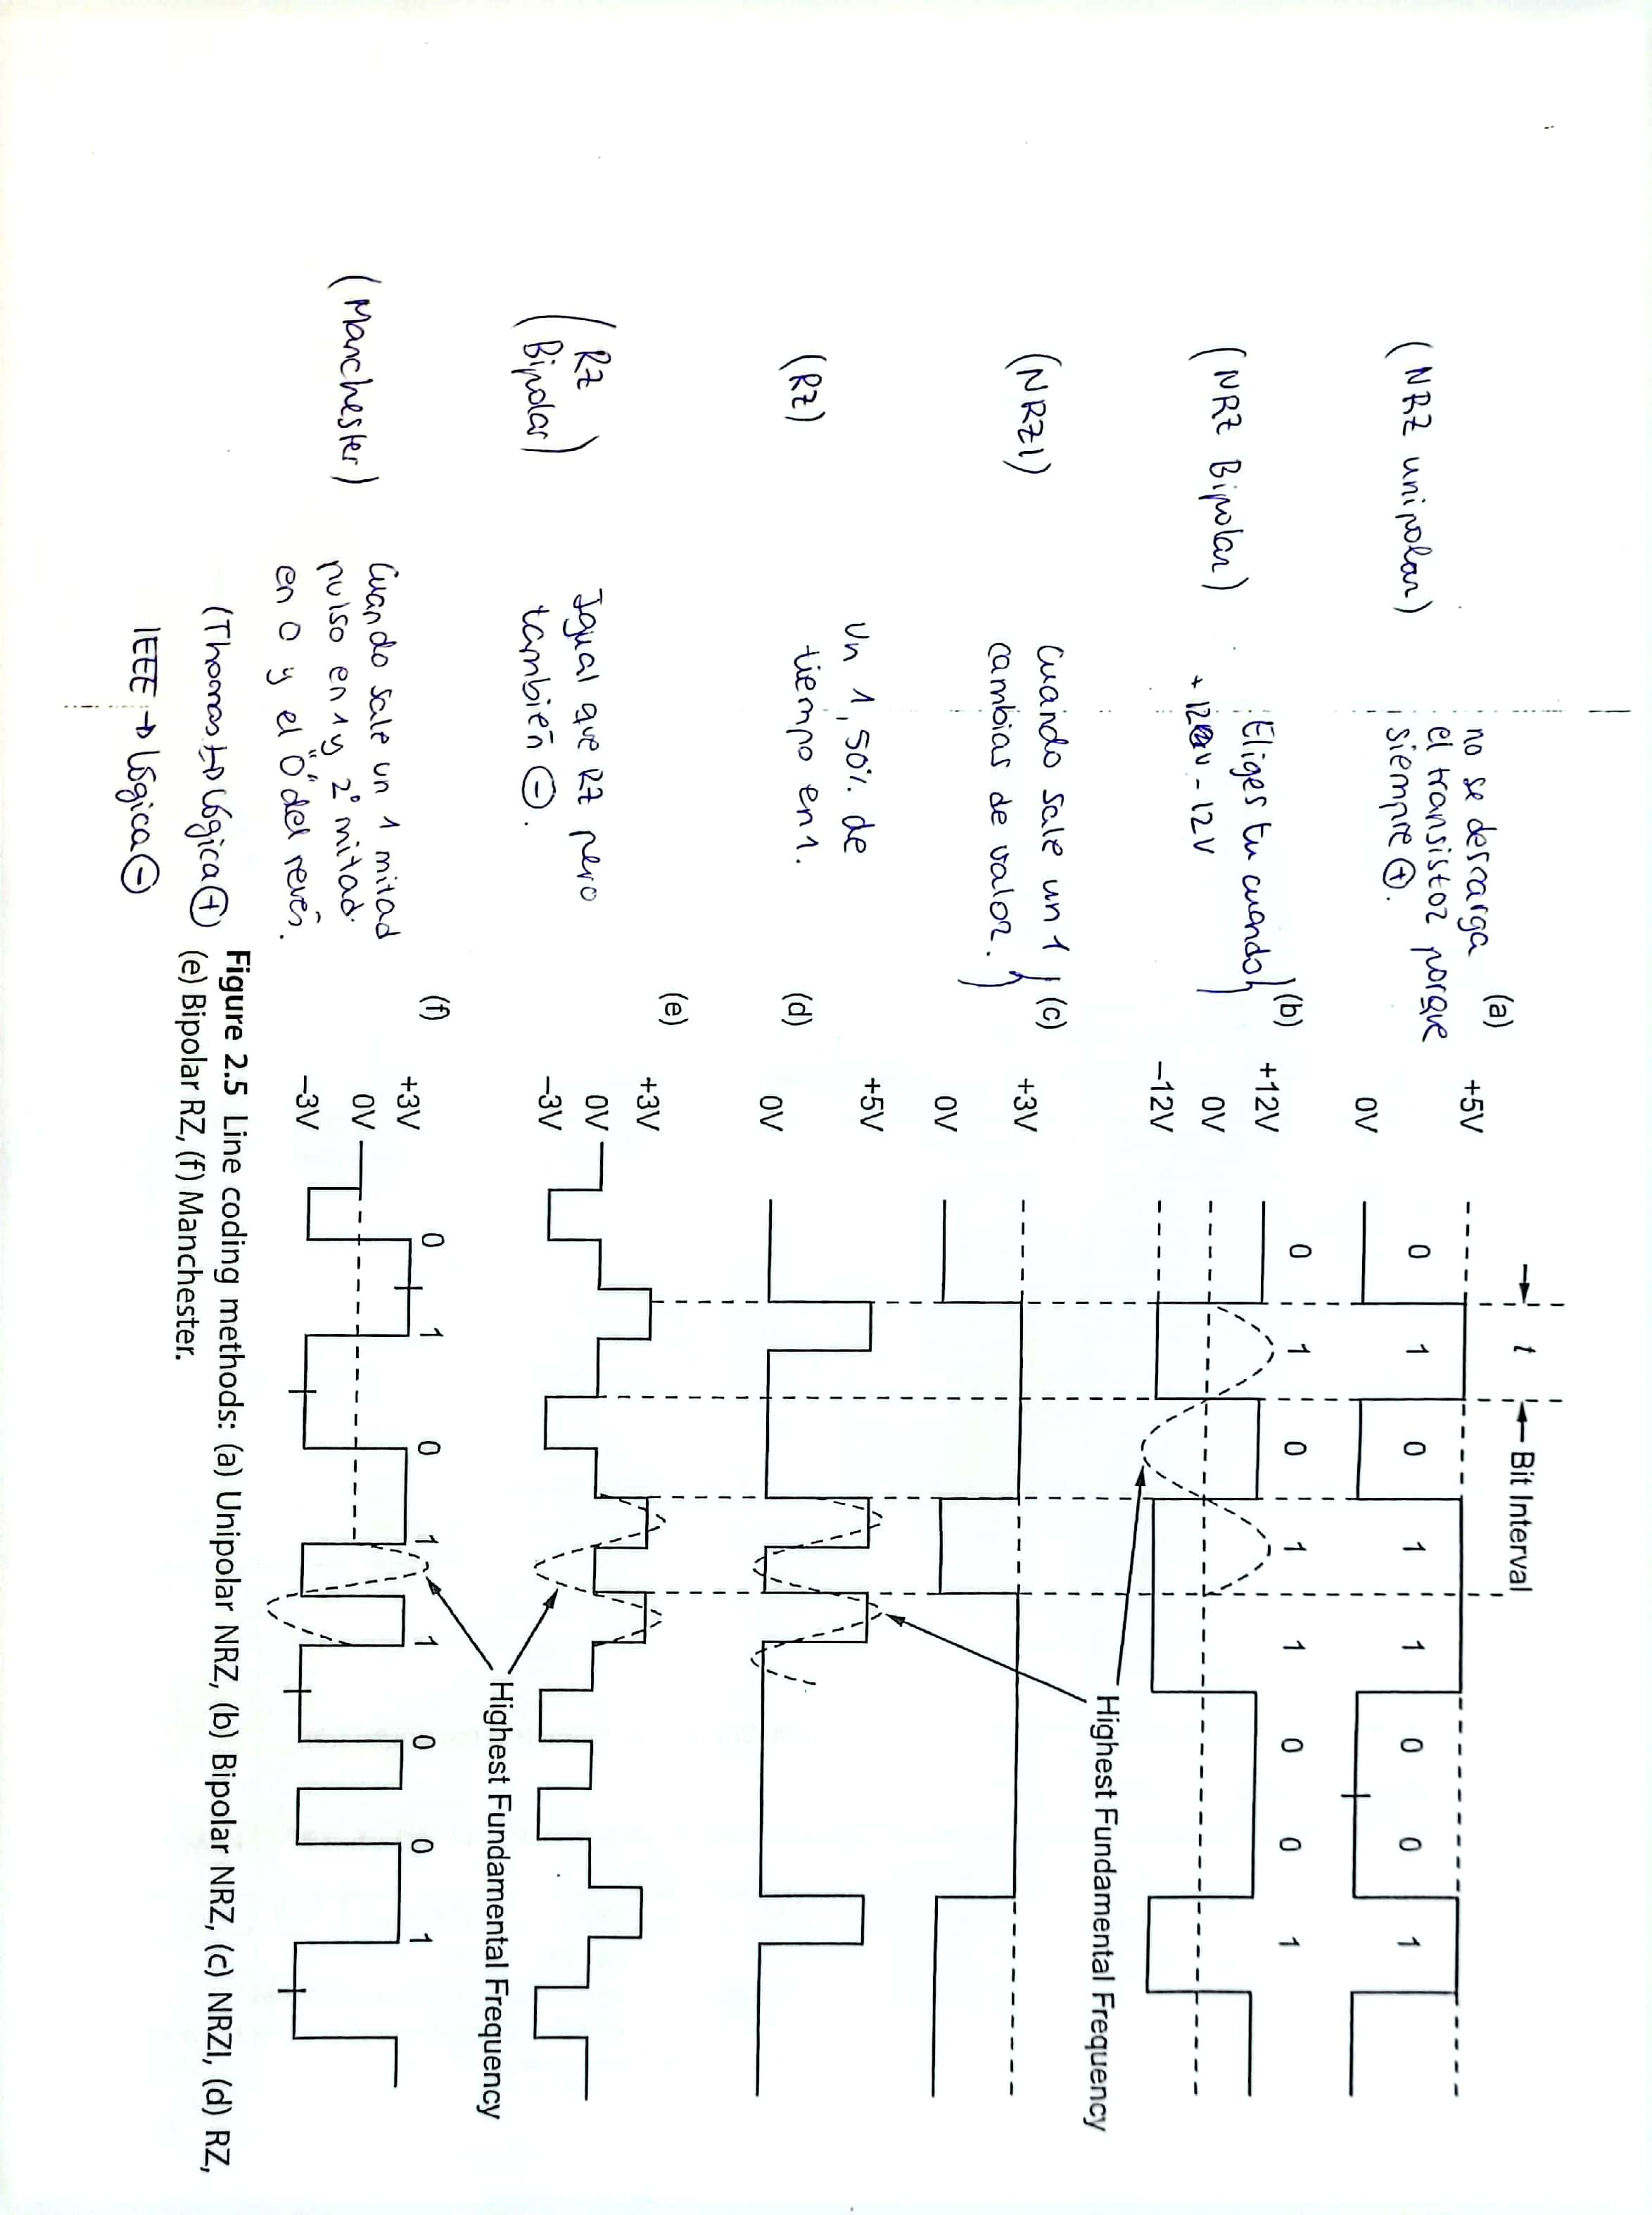 t
Bit Interval
(NRZ unipolar)
no se descarga
el transistor porque
siempre ⊕.
(a)
+5V
0V
0 1 0 1 1 0 0 1
(NRZ Bipolar)
Eliges tu cuando
+12V -12V
(b)
+12V
0V
-12V
0 1 0 1 1 0 0 1
Highest Fundamental Frequency
(NRZI)
Cuando sale un 1
cambias de valor.
(c)
+3V
0V
(RZ)
Un 1, 50% de
tiempo en 1.
(d)
+5V
0V
(RZ
Bipolar)
Igual que RZ pero
también ⊖.
(e)
+3V
0V
-3V
Highest Fundamental Frequency
(Manchester)
Cuando sale un 1 mitad
pulso en 1 y 2º mitad
en 0 y el "0" del revés.
(Thomas → lógica ⊕)
IEEE → lógica ⊖
(f)
+3V
0V
-3V
0 1 0 1 1 0 0 1
Figure 2.5 Line coding methods: (a) Unipolar NRZ, (b) Bipolar NRZ, (c) NRZI, (d) RZ,
(e) Bipolar RZ, (f) Manchester.